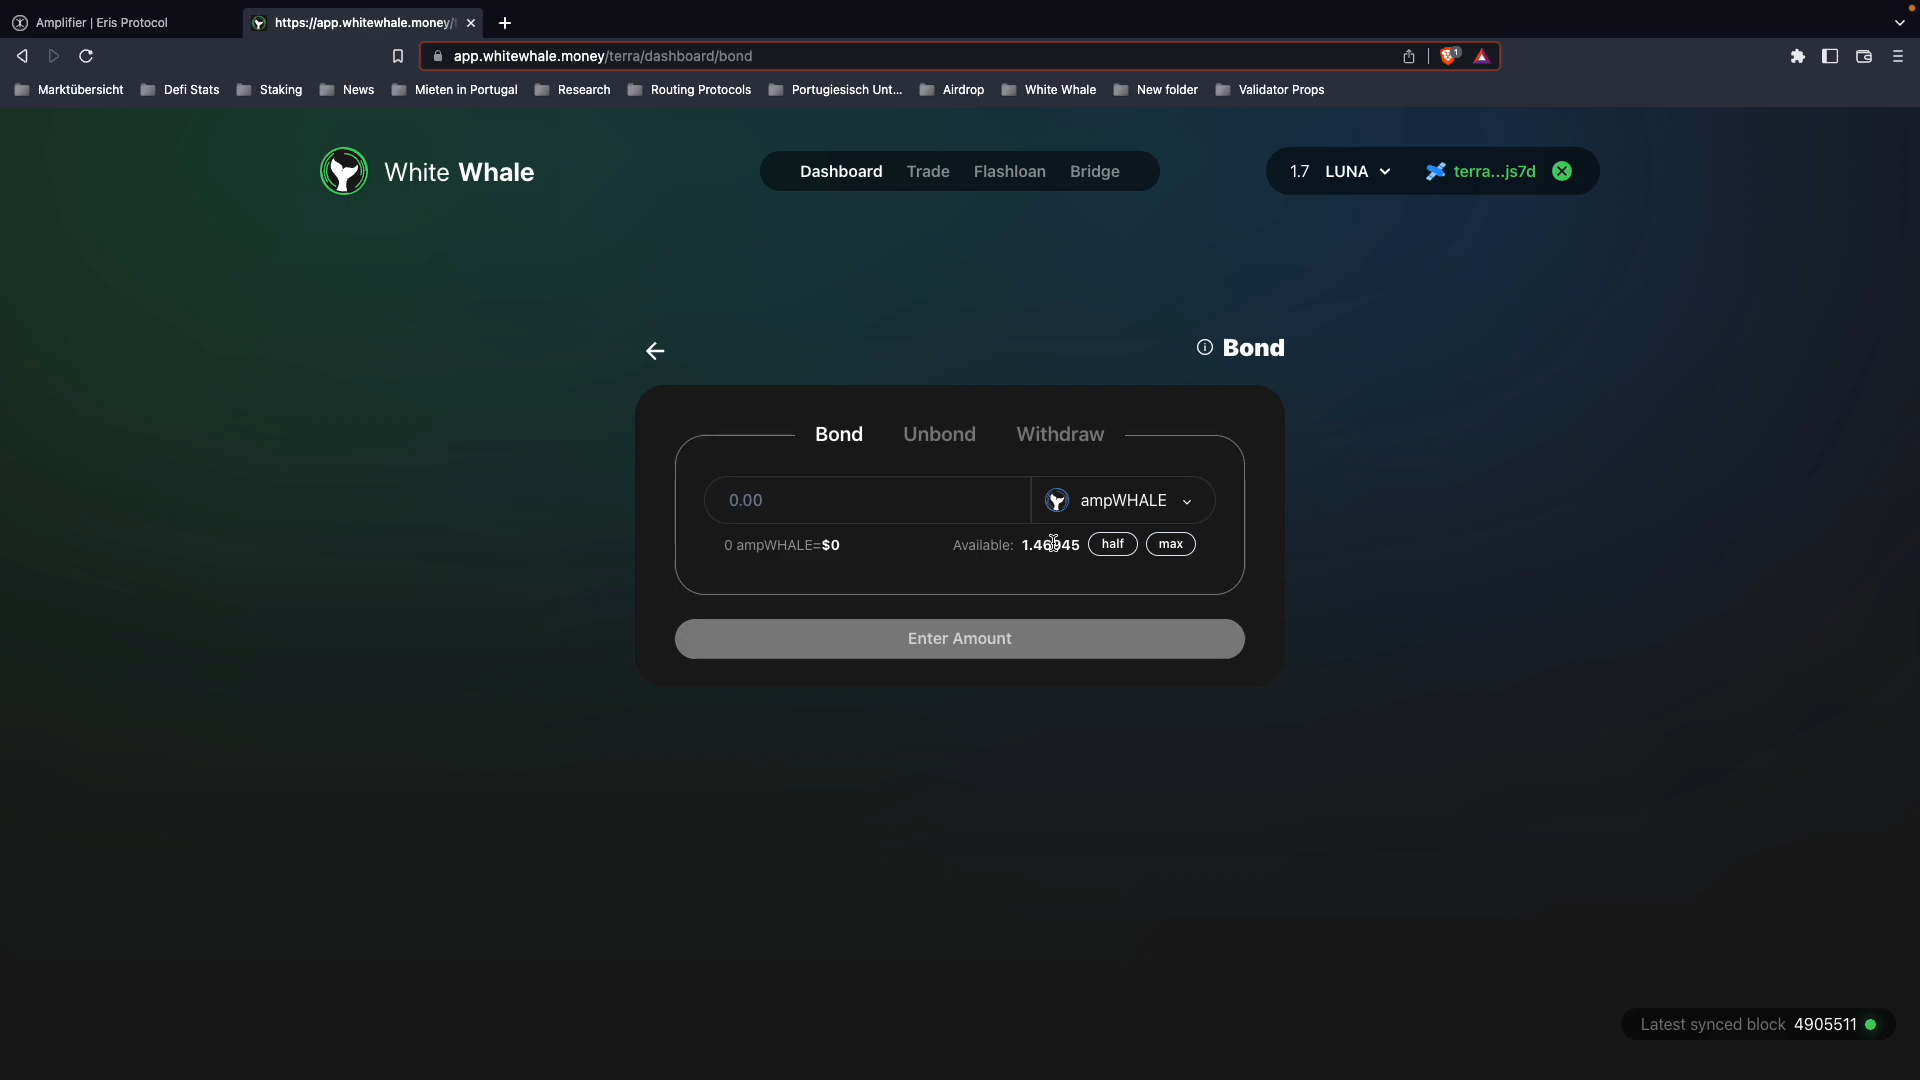 Amplifier | Eris Protocol
https://app.whitewhale.money/t
app.whitewhale.money/terra/dashboard/bond
1
Marktübersicht
Defi Stats
Staking
News
Mieten in Portugal
Research
Routing Protocols
Portugiesisch Unt...
Airdrop
White Whale
New folder
Validator Props
White Whale
Dashboard
Trade
Flashloan
Bridge
1.7 LUNA
terra...js7d
Bond
Bond
Unbond
Withdraw
0.00
ampWHALE
0 ampWHALE=$0
Available:
half
max
Enter Amount
Latest synced block 4905511